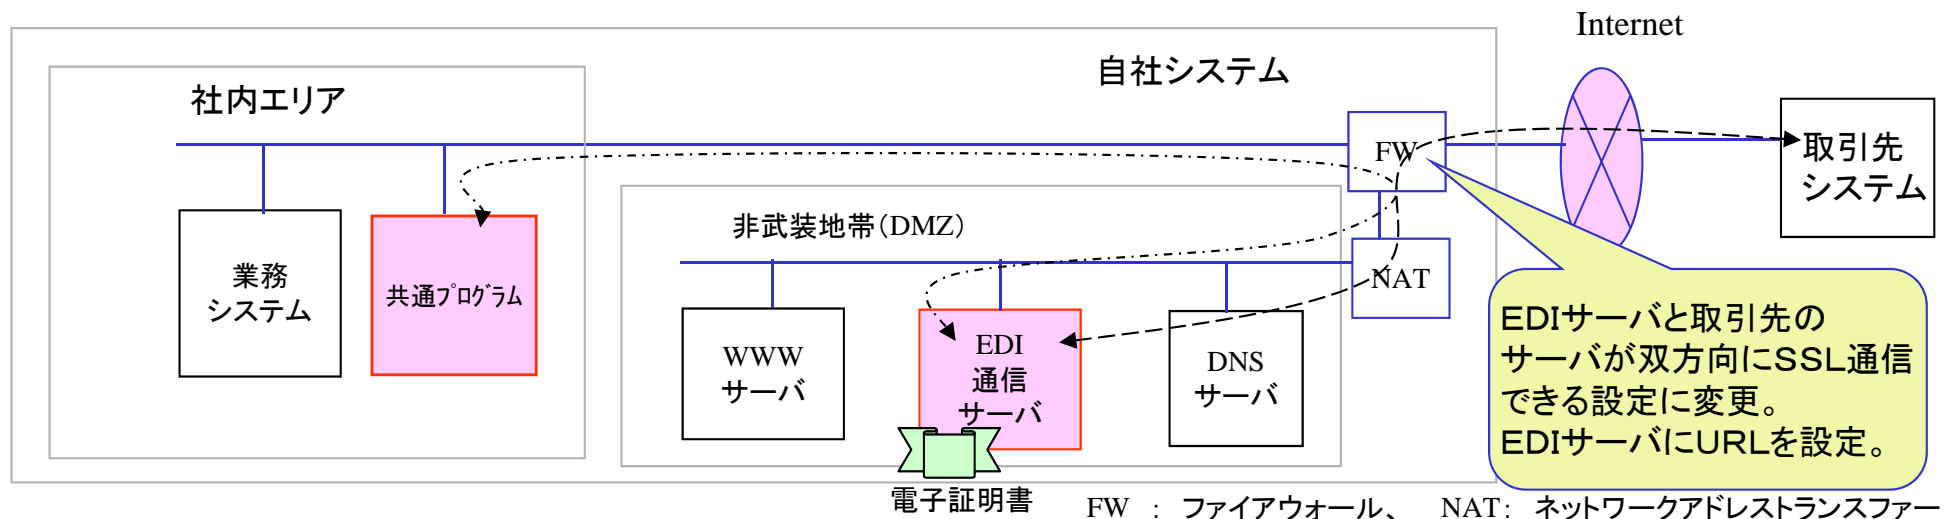 Internet
自社システム
社内エリア
FW
取引先
システム
非武装地帯（DMZ）
NAT
業務
システム
共通ﾌﾟﾛｸﾞﾗﾑ
WWW
サーバ
EDI
通信
サーバ
DNS
サーバ
EDIサーバと取引先の
サーバが双方向にSSL通信
できる設定に変更。
EDIサーバにURLを設定。
電子証明書
FW ： ファイアウォール、 NAT： ネットワークアドレストランスファー